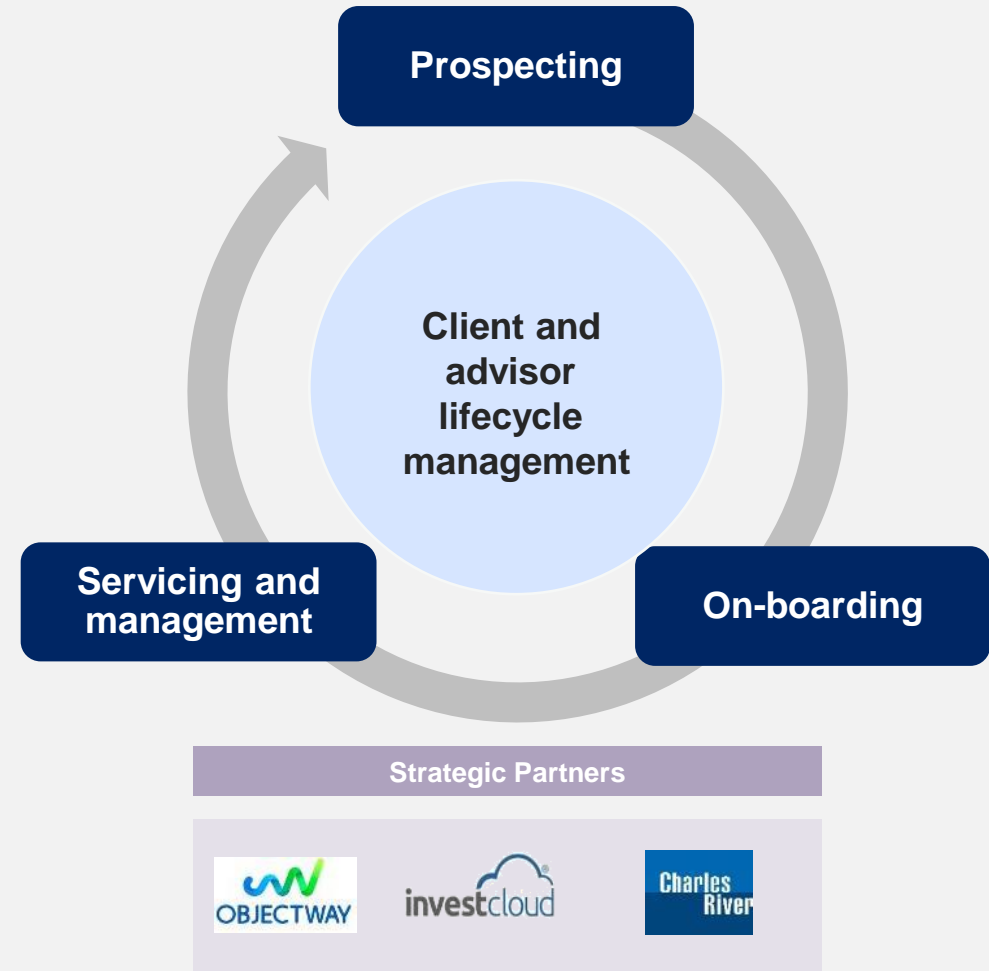 Prospecting
Client and
advisor
lifecycle
management
Servicing and
management
On-boarding
Strategic Partners
OBJECTWAY
investcloud
Charles
River